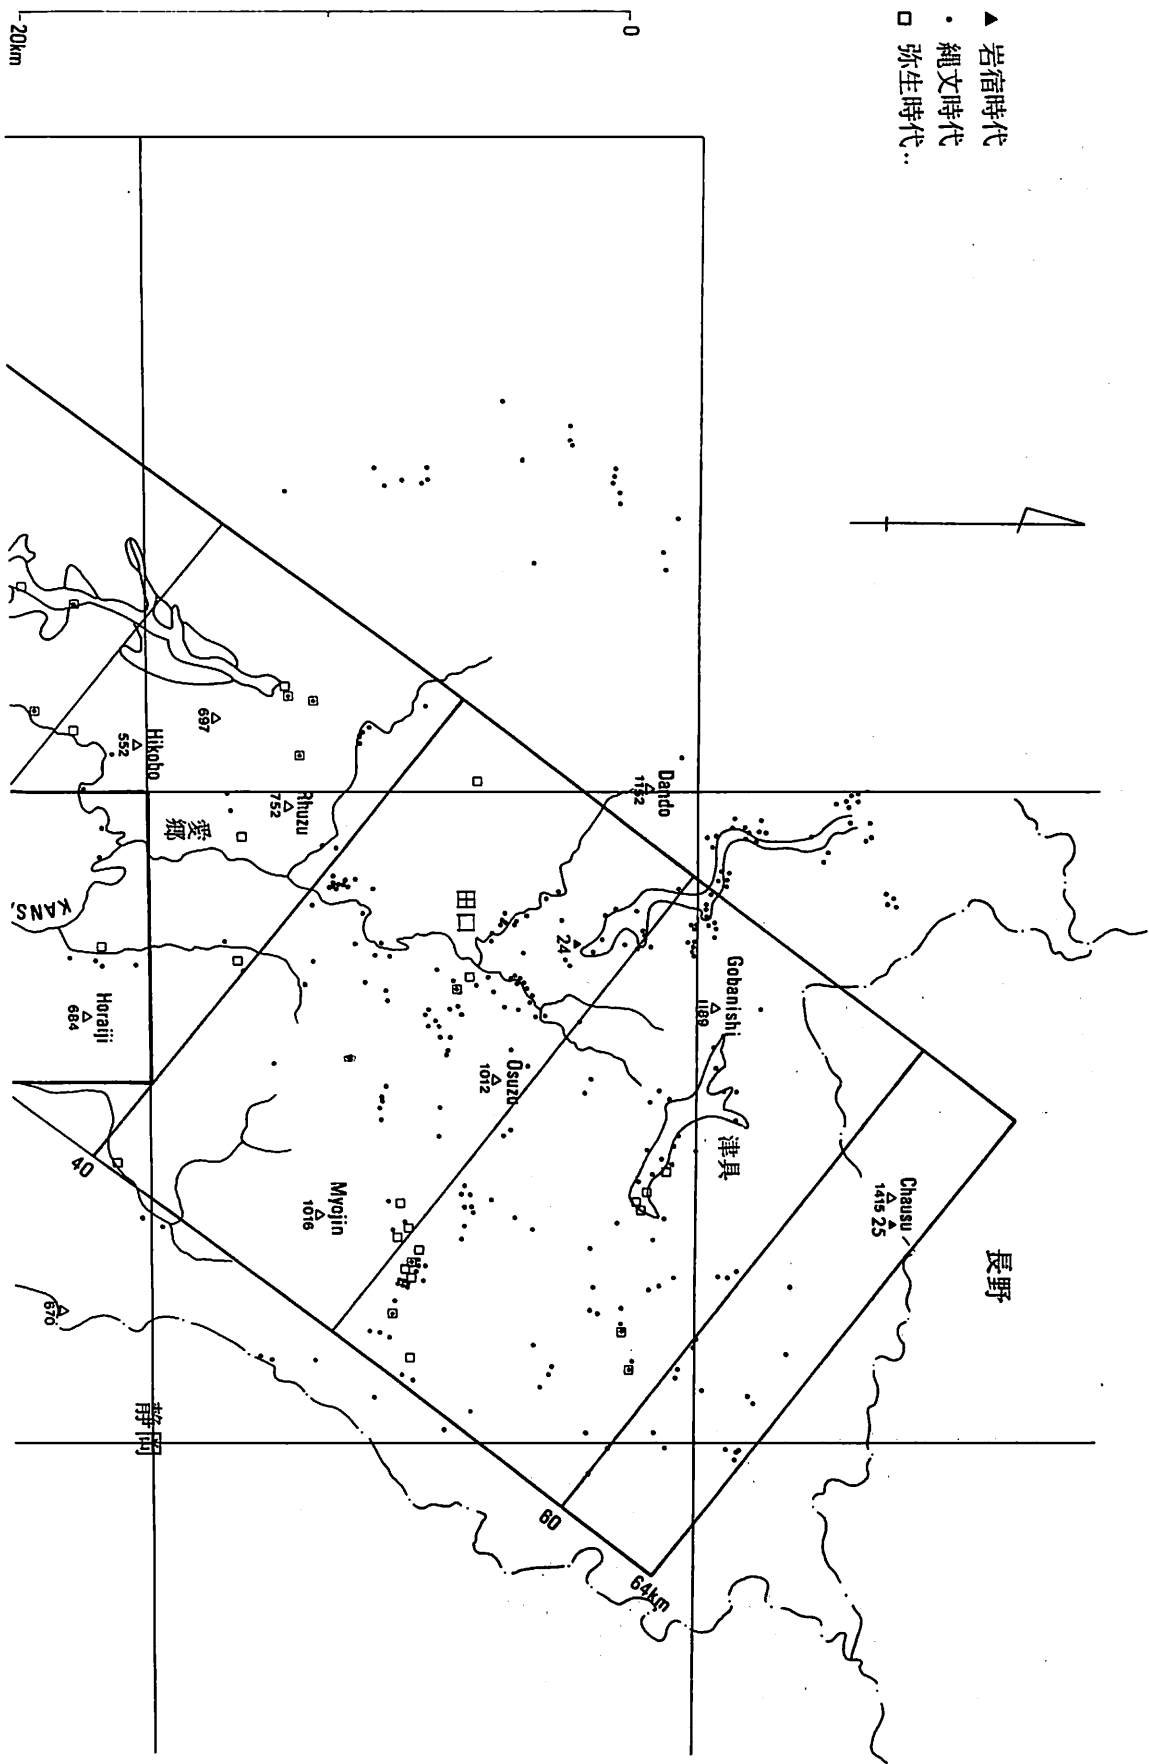 ▲ 岩宿時代
・ 縄文時代
□ 弥生時代..
0
20km
長野
Chausu
1415
25
津具
Gobanishi
1189
Dando
1152
24
田口
Osuzu
1012
Myojin
1016
Rhuzu
752
697
Hikobo
552
愛郷
KANS
Horaiji
684
670
静岡
40
60
64km